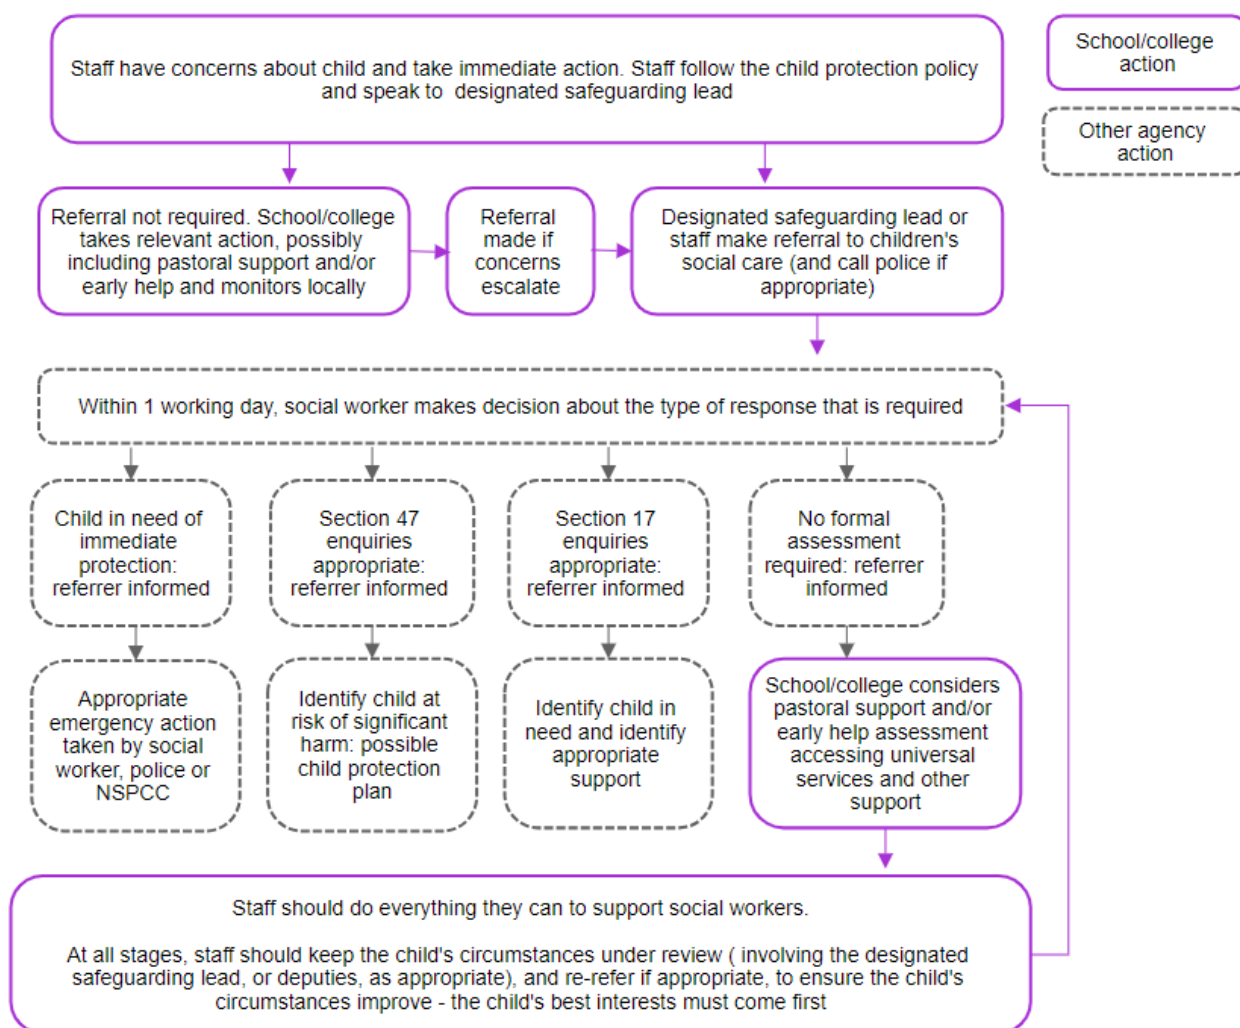 Staff have concerns about child and take immediate action. Staff follow the child protection policy
and speak to  designated safeguarding lead
School/college
action
Other agency
action
Referral not required. School/college
takes relevant action, possibly
including pastoral support and/or
early help and monitors locally
Referral
made if
concerns
escalate
Designated safeguarding lead or
staff make referral to children's
social care (and call police if
appropriate)
Within 1 working day, social worker makes decision about the type of response that is required
Child in need of
immediate
protection:
referrer informed
Section 47
enquiries
appropriate:
referrer informed
Section 17
enquiries
appropriate:
referrer informed
No formal
assessment
required: referrer
informed
Appropriate
emergency action
taken by social
worker, police or
NSPCC
Identify child at
risk of significant
harm: possible
child protection
plan
Identify child in
need and identify
appropriate
support
School/college considers
pastoral support and/or
early help assessment
accessing universal
services and other
support
Staff should do everything they can to support social workers.
At all stages, staff should keep the child's circumstances under review ( involving the designated
safeguarding lead, or deputies, as appropriate), and re-refer if appropriate, to ensure the child's
circumstances improve - the child's best interests must come first